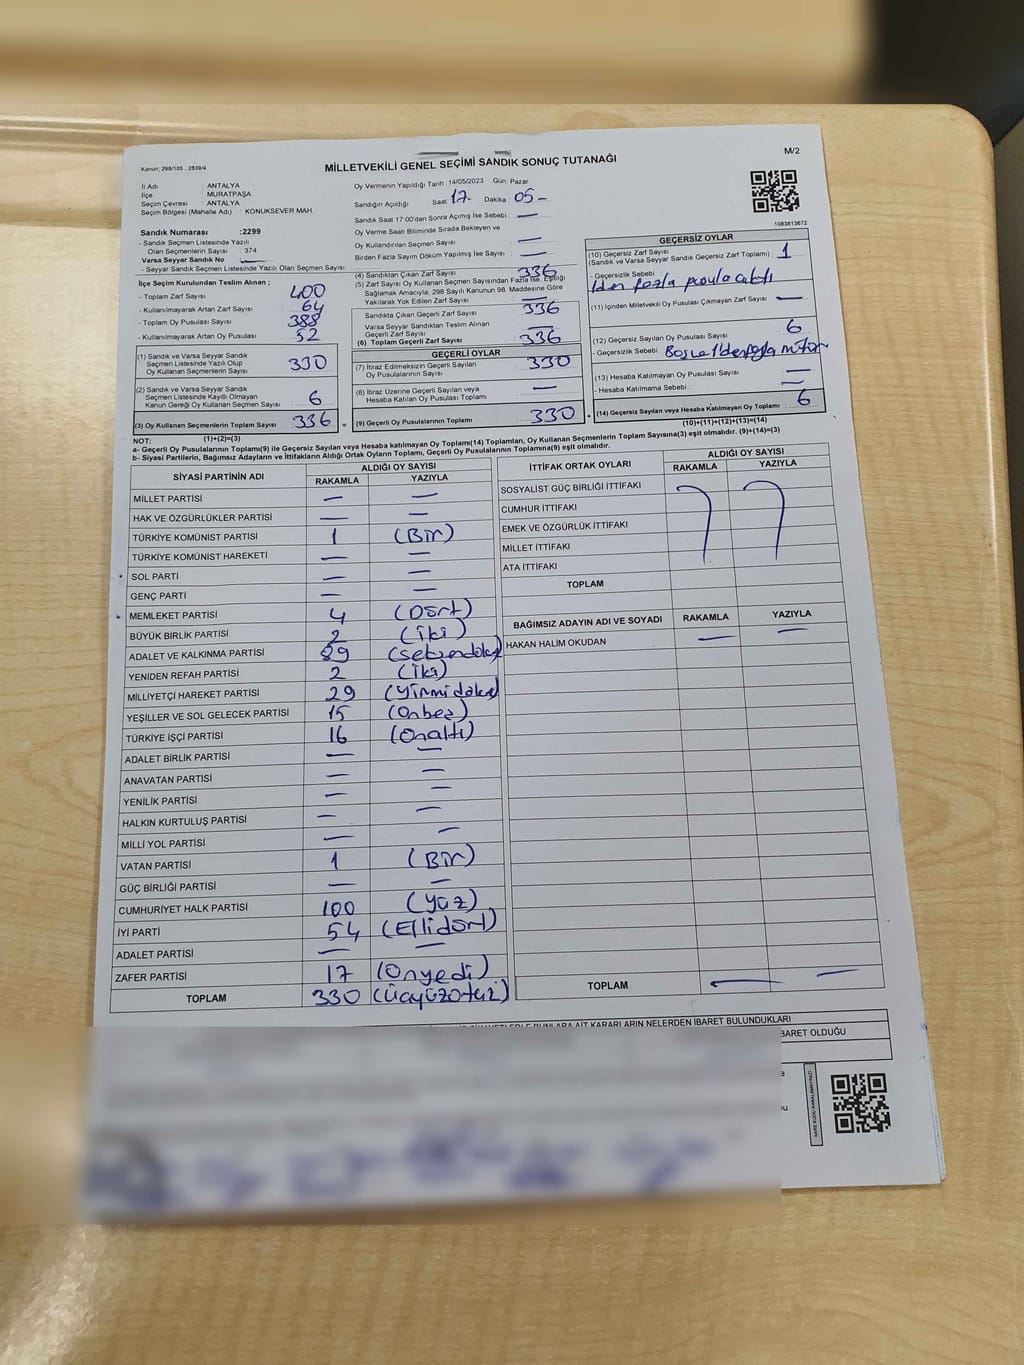 Kanun; 298/105 , 2839/4
MİLLETVEKİLİ GENEL SEÇİMİ SANDIK SONUÇ TUTANAĞI
M/2
İl Adı : ANTALYA
İlçe : MURATPAŞA
Seçim Çevresi : ANTALYA
Seçim Bölgesi (Mahalle Adı) : KONUKSEVER MAH
Sandık Numarası :2299
- Sandık Seçmen Listesinde Yazılı
Olan Seçmenlerin Sayısı : 374
Varsa Seyyar Sandık No : —
- Seyyar Sandık Seçmen Listesinde Yazılı Olan Seçmen Sayısı:
İlçe Seçim Kurulundan Teslim Alınan ;
- Toplam Zarf Sayısı : 400
- Kullanılmayarak Artan Zarf Sayısı : 64
- Toplam Oy Pusulası Sayısı : 388
- Kullanılmayarak Artan Oy Pusulası : 52
(1) Sandık ve Varsa Seyyar Sandık
Seçmen Listesinde Yazılı Olup
Oy Kullanan Seçmenlerin Sayısı : 330
(2) Sandık ve Varsa Seyyar Sandık
Seçmen Listesinde Kayıtlı Olmayan
Kanun Gereği Oy Kullanan Seçmen Sayısı : 6
(3) Oy Kullanan Seçmenlerin Toplam Sayısı : 336
(1)+(2)=(3)
Oy Vermenin Yapıldığı Tarih :14/05/2023 Gün: Pazar
Sandığın Açıldığı Saat 17- Dakika 05-
Sandık Saat 17:00'den Sonra Açılmış İse Sebebi : —
Oy Verme Saati Bitiminde Sırada Bekleyen ve
Oy Kullandırılan Seçmen Sayısı : —
Birden Fazla Sayım Döküm Yapılmış İse Sayısı : —
(4) Sandıktan Çıkan Zarf Sayısı : 336
(5) Zarf Sayısı Oy Kullanan Seçmen Sayısından Fazla İse, Eşitliği
Sağlamak Amacıyla; 298 Sayılı Kanunun 98. Maddesine Göre
Yakılarak Yok Edilen Zarf Sayısı : —
Sandıkta Çıkan Geçerli Zarf Sayısı : 336
Varsa Seyyar Sandıktan Teslim Alınan
Geçerli Zarf Sayısı : —
(6) Toplam Geçerli Zarf Sayısı : 336
GEÇERLİ OYLAR
(7) İtiraz Edilmeksizin Geçerli Sayılan
Oy Pusulalarının Sayısı : 330
(8) İtiraz Üzerine Geçerli Sayılan veya
Hesaba Katılan Oy Pusulası Toplamı : —
(9) Geçerli Oy Pusulalarının Toplamı : 330
1083813672
GEÇERSİZ OYLAR
(10) Geçersiz Zarf Sayısı
(Sandık ve Varsa Seyyar Sandık Geçersiz Zarf Toplamı) : 1
- Geçersizlik Sebebi :
1den fazla pusula çıktı
(11) İçinden Milletvekili Oy Pusulası Çıkmayan Zarf Sayısı : —
(12) Geçersiz Sayılan Oy Pusulası Sayısı : 6
- Geçersizlik Sebebi : Boş ve 1den fazla mühür
(13) Hesaba Katılmayan Oy Pusulası Sayısı : —
- Hesaba Katılmama Sebebi : —
(14) Geçersiz Sayılan veya Hesaba Katılmayan Oy Toplamı : 6
(10)+(11)+(12)+(13)=(14)
NOT:
a- Geçerli Oy Pusulalarının Toplamı(9) ile Geçersiz Sayılan veya Hesaba katılmayan Oy Toplamı(14) Toplamları, Oy Kullanan Seçmenlerin Toplam Sayısına(3) eşit olmalıdır. (9)+(14)=(3)
b- Siyasi Partilerin, Bağımsız Adayların ve İttifakların Aldığı Ortak Oyların Toplamı, Geçerli Oy Pusulalarının Toplamına(9) eşit olmalıdır.
SİYASİ PARTİNİN ADI ALDIĞI OY SAYISI
RAKAMLA YAZIYLA
MİLLET PARTİSİ — —
HAK VE ÖZGÜRLÜKLER PARTİSİ — —
TÜRKİYE KOMÜNİST PARTİSİ 1 (Bir)
TÜRKİYE KOMÜNİST HAREKETİ — —
SOL PARTİ — —
GENÇ PARTİ — —
MEMLEKET PARTİSİ 4 (Dört)
BÜYÜK BİRLİK PARTİSİ 2 (iki)
ADALET VE KALKINMA PARTİSİ 89 (seksendokuz)
YENİDEN REFAH PARTİSİ 2 (iki)
MİLLİYETÇİ HAREKET PARTİSİ 29 (yirmidokuz)
YEŞİLLER VE SOL GELECEK PARTİSİ 15 (Onbeş)
TÜRKİYE İŞÇİ PARTİSİ 16 (Onaltı)
ADALET BİRLİK PARTİSİ — —
ANAVATAN PARTİSİ — —
YENİLİK PARTİSİ — —
HALKIN KURTULUŞ PARTİSİ — —
MİLLİ YOL PARTİSİ — —
VATAN PARTİSİ 1 (Bir)
GÜÇ BİRLİĞİ PARTİSİ — —
CUMHURİYET HALK PARTİSİ 100 (yüz)
İYİ PARTİ 54 (Ellidört)
ADALET PARTİSİ — —
ZAFER PARTİSİ 17 (Onyedi)
TOPLAM 330 (Üçyüzotuz)
İTTİFAK ORTAK OYLARI ALDIĞI OY SAYISI
RAKAMLA YAZIYLA
SOSYALİST GÜÇ BİRLİĞİ İTTİFAKI
CUMHUR İTTİFAKI
EMEK VE ÖZGÜRLÜK İTTİFAKI
MİLLET İTTİFAKI
ATA İTTİFAKI
TOPLAM
BAĞIMSIZ ADAYIN ADI VE SOYADI RAKAMLA YAZIYLA
HAKAN HALİM OKUDAN — —
TOPLAM — —
BUNLARA AİT KARARLARIN NELERDEN İBARET BULUNDUKLARI
BARET OLDUĞU